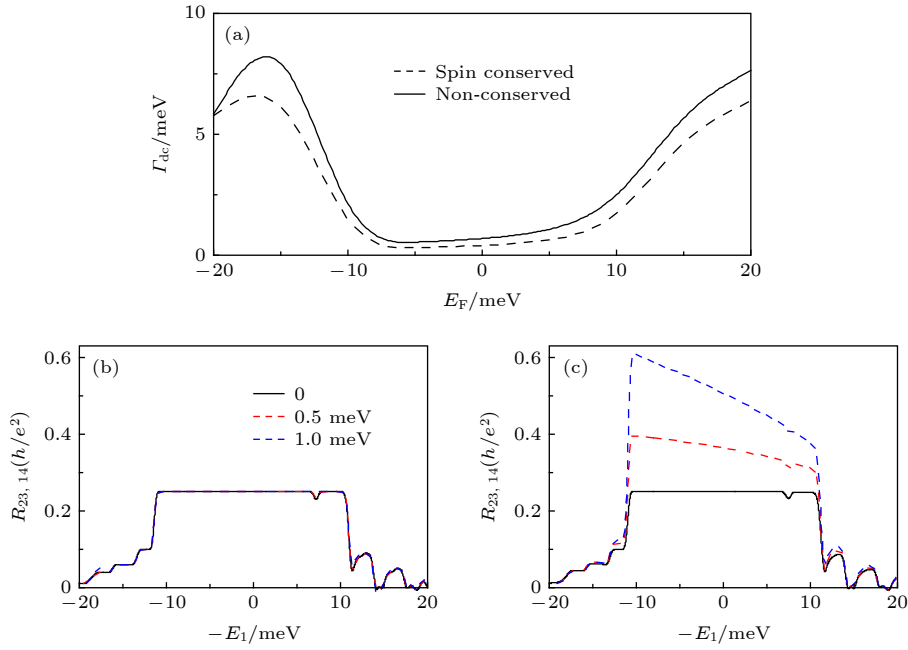 10
(a)
Spin conserved
Non-conserved
5
Γdc/meV
0
−20
−10
0
10
20
EF/meV
0.6
(b)
0
0.5 meV
1.0 meV
0.4
R23, 14(h/e²)
0.2
0
−20
−10
0
10
20
−E1/meV
0.6
(c)
0.4
R23, 14(h/e²)
0.2
0
−20
−10
0
10
20
−E1/meV